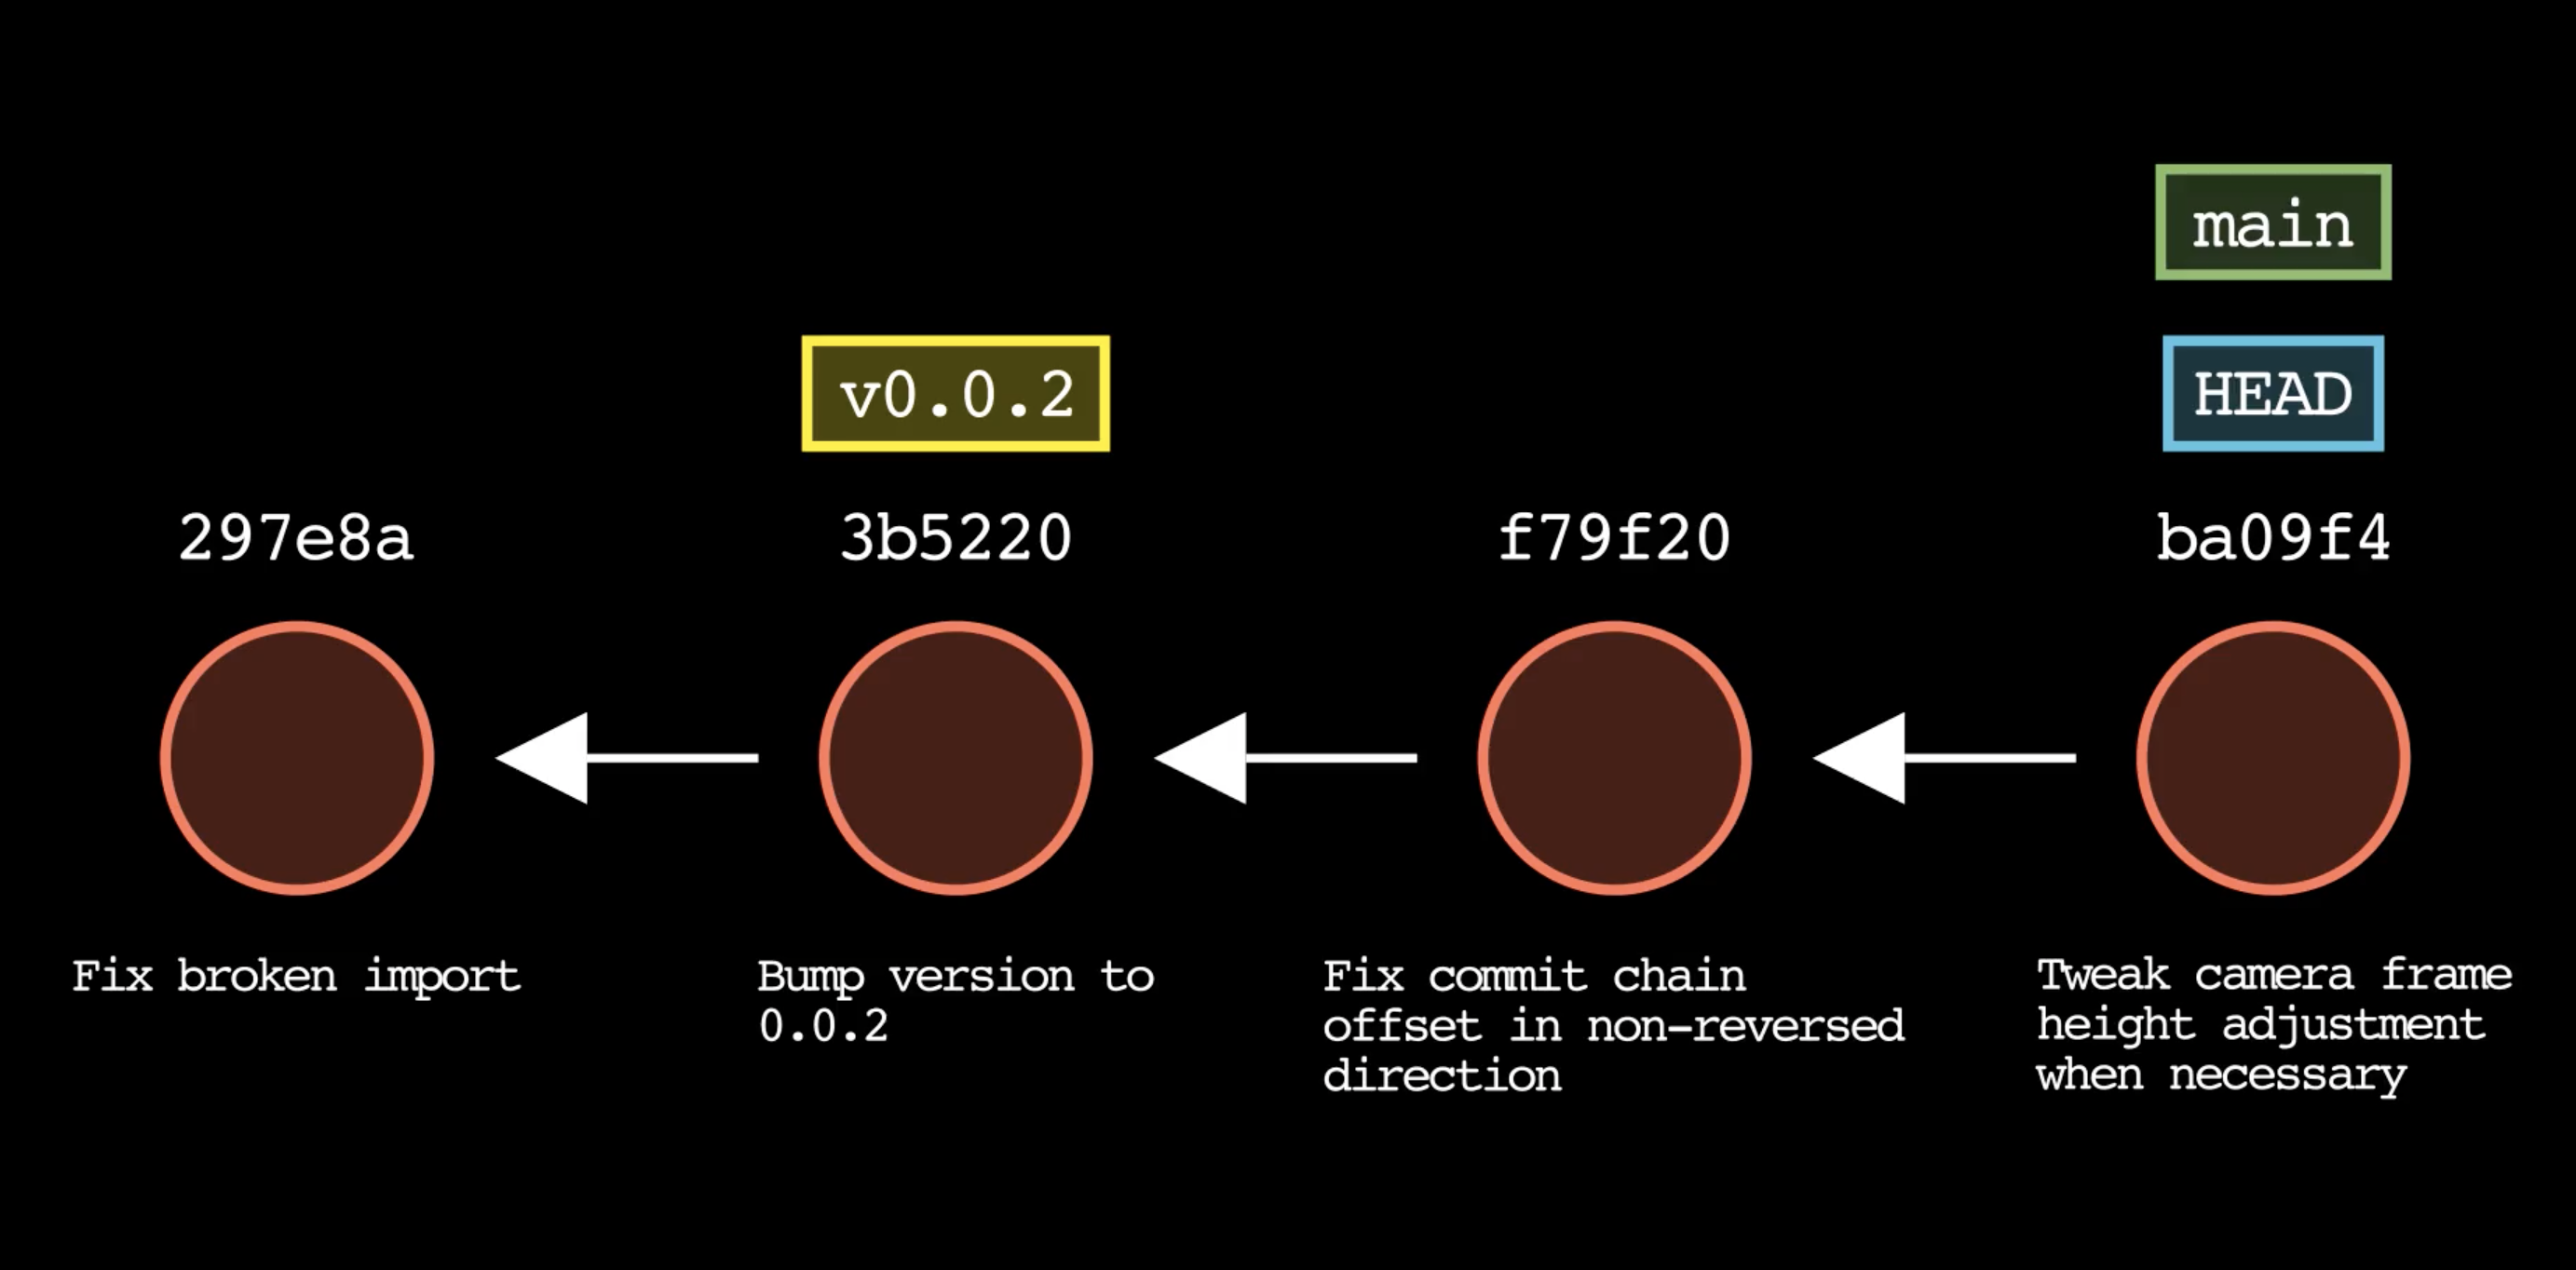 main
v0.0.2
HEAD
297e8a
3b5220
f79f20
ba09f4
Fix broken import
Bump version to
0.0.2
Fix commit chain
offset in non-reversed
direction
Tweak camera frame
height adjustment
when necessary